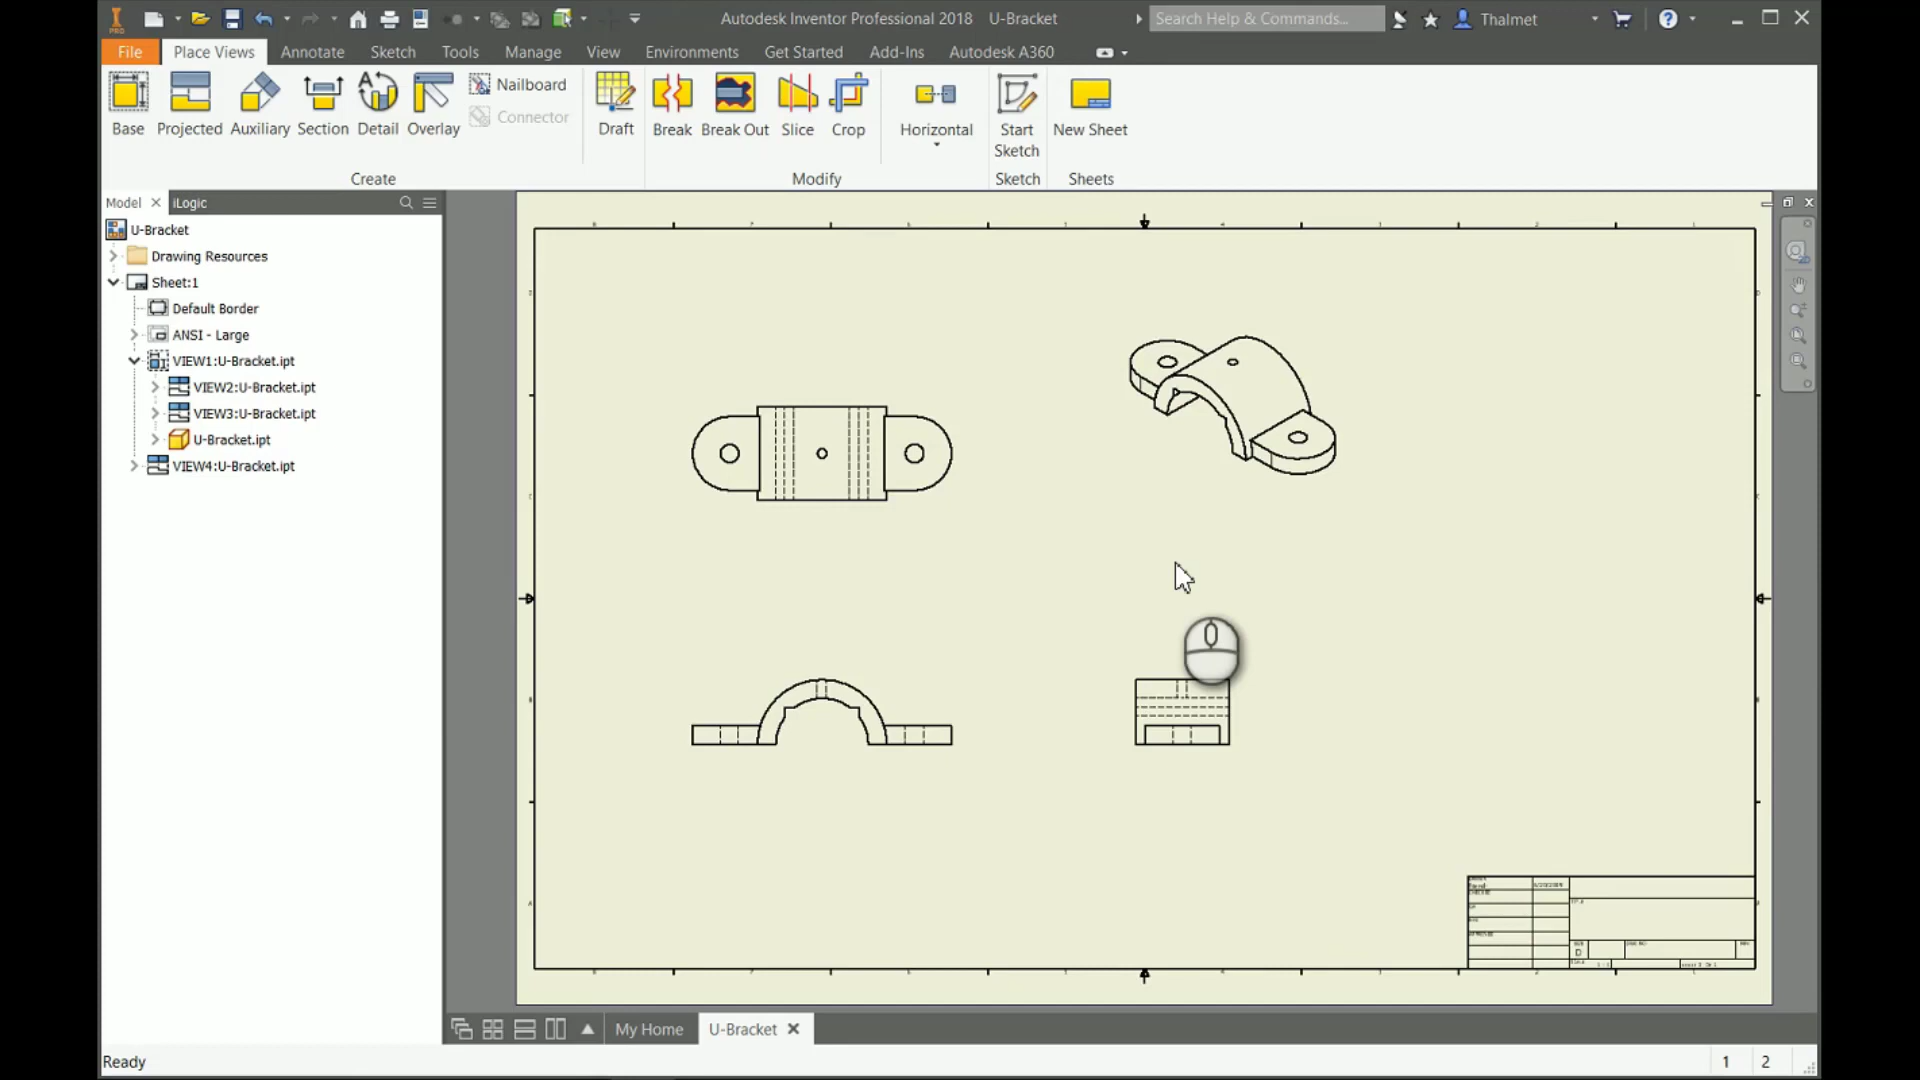 PRO
Autodesk Inventor Professional 2018 U-Bracket
Search Help & Commands...
Thalmet
File Place Views Annotate Sketch Tools Manage View Environments Get Started Add-Ins Autodesk A360
Base Projected Auxiliary Section Detail Overlay
Nailboard
Connector
Draft
Break Break Out Slice Crop
Horizontal
Start Sketch
New Sheet
Create Modify Sketch Sheets
Model iLogic
U-Bracket
Drawing Resources
Sheet:1
Default Border
ANSI - Large
VIEW1:U-Bracket.ipt
VIEW2:U-Bracket.ipt
VIEW3:U-Bracket.ipt
U-Bracket.ipt
VIEW4:U-Bracket.ipt
D
My Home U-Bracket
Ready 1 2